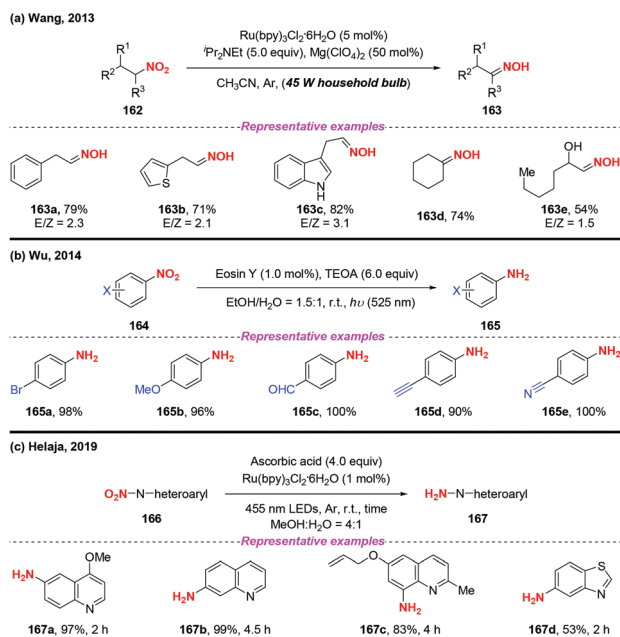 (a) Wang, 2013
R¹
R²
NO₂
R³
162
Ru(bpy)₃Cl₂·6H₂O (5 mol%)
ⁱPr₂NEt (5.0 equiv), Mg(ClO₄)₂ (50 mol%)
CH₃CN, Ar, (45 W household bulb)
R¹
R²
NOH
R³
163
Representative examples
NOH
163a, 79%
E/Z = 2.3
S
NOH
163b, 71%
E/Z = 2.1
N
H
NOH
163c, 82%
E/Z = 3.1
NOH
163d, 74%
OH
Me
NOH
163e, 54%
E/Z = 1.5
(b) Wu, 2014
X
NO₂
164
Eosin Y (1.0 mol%), TEOA (6.0 equiv)
EtOH/H₂O = 1.5:1, r.t., hυ (525 nm)
X
NH₂
165
Representative examples
NH₂
Br
165a, 98%
NH₂
MeO
165b, 96%
NH₂
OHC
165c, 100%
NH₂
165d, 90%
NH₂
N
165e, 100%
(c) Helaja, 2019
O₂N–N–heteroaryl
166
Ascorbic acid (4.0 equiv)
Ru(bpy)₃Cl₂·6H₂O (1 mol%)
455 nm LEDs, Ar, r.t., time
MeOH:H₂O = 4:1
H₂N–N–heteroaryl
167
Representative examples
OMe
H₂N
N
167a, 97%, 2 h
H₂N
N
167b, 99%, 4.5 h
O
N
Me
NH₂
167c, 83%, 4 h
S
N
H₂N
167d, 53%, 2 h